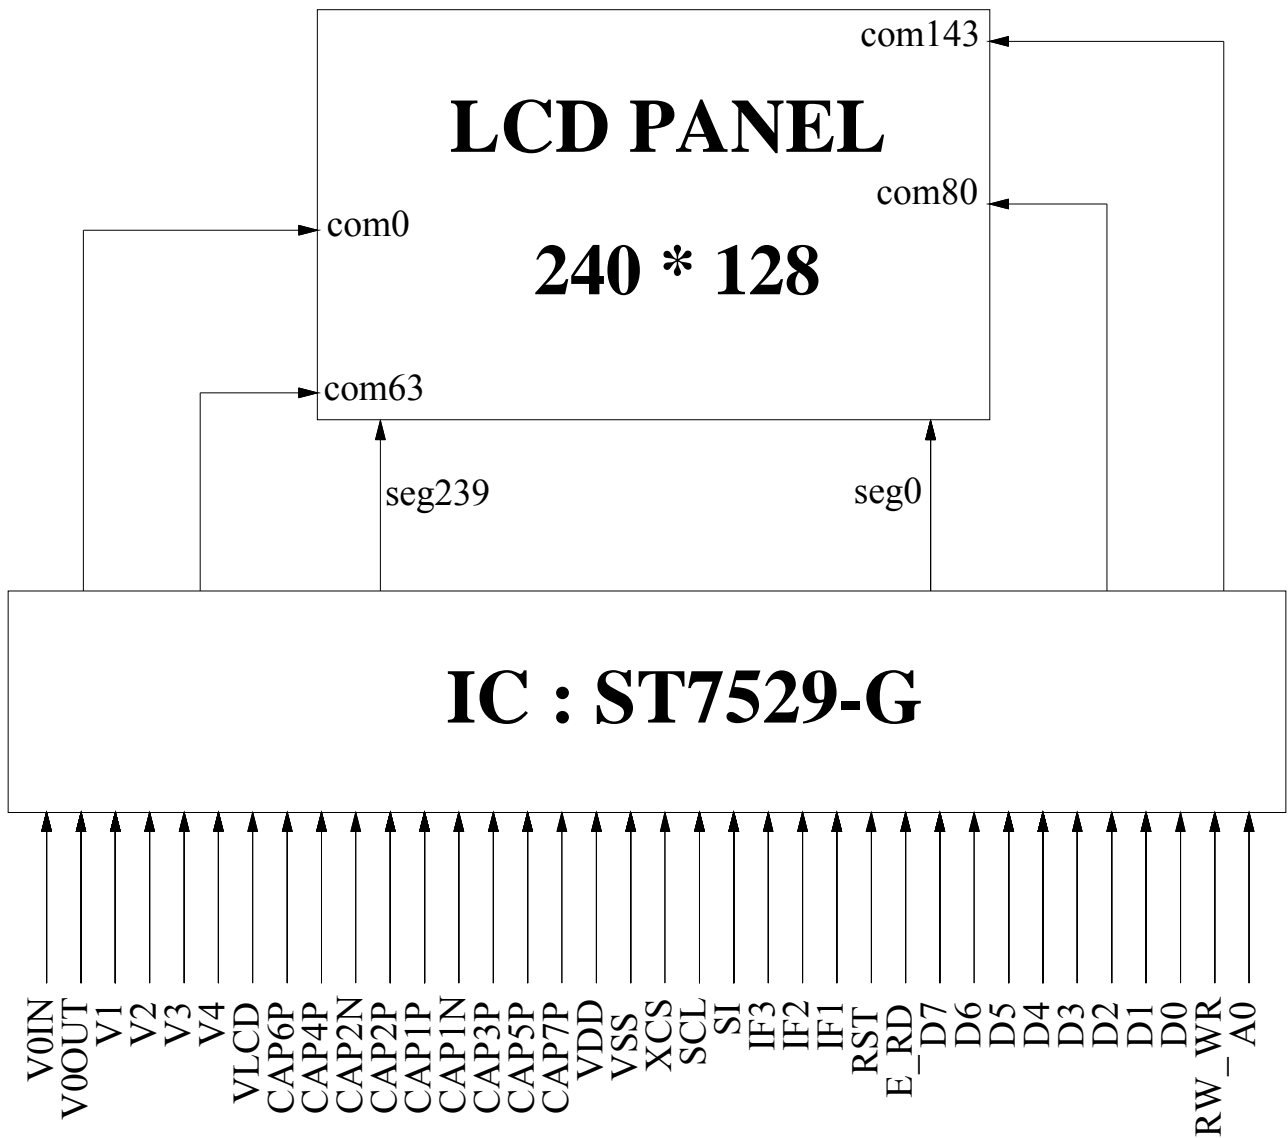 com143
LCD PANEL
com80
com0
240 * 128
com63
seg239
seg0
IC : ST7529-G
V0IN
V0OUT
V1
V2
V3
V4
VLCD
CAP6P
CAP4P
CAP2N
CAP2P
CAP1P
CAP1N
CAP3P
CAP5P
CAP7P
VDD
VSS
XCS
SCL
SI
IF3
IF2
IF1
RST
E_RD
D7
D6
D5
D4
D3
D2
D1
D0
RW_WR
A0